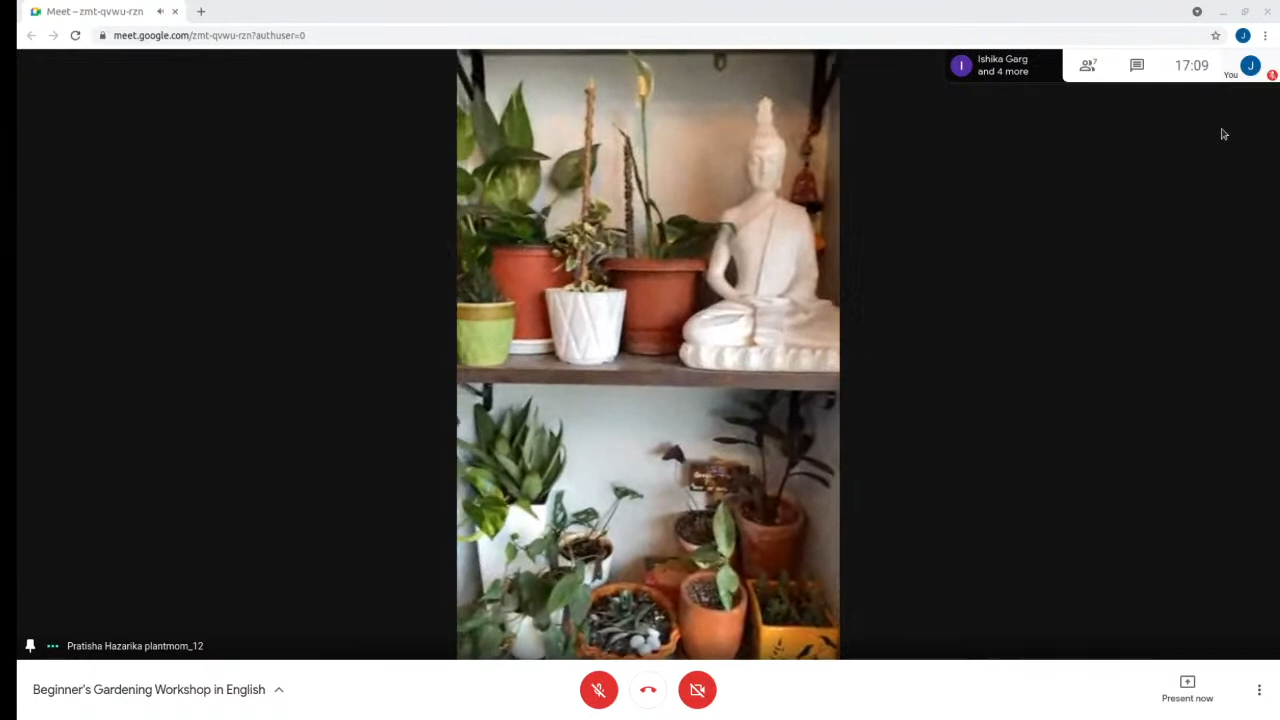 Meet – zmt-qvwu-rzn
meet.google.com/zmt-qvwu-rzn?authuser=0
J
I
Ishika Garg
and 4 more
7
17:09
You
J
Pratisha Hazarika plantmom_12
Beginner's Gardening Workshop in English
Present now